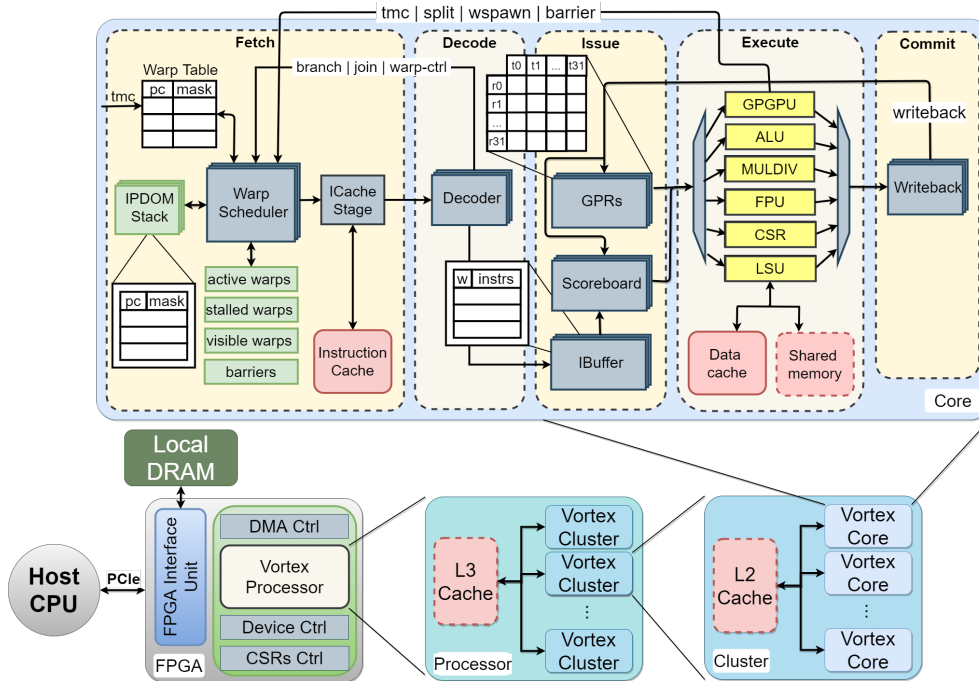 tmc | split | wspawn | barrier
Fetch
Decode
Issue
Execute
Commit
Warp Table
pc mask
tmc
branch | join | warp-ctrl
t0 t1 ... t31
r0
r1
...
r31
GPGPU
ALU
MULDIV
FPU
CSR
LSU
writeback
IPDOM
Stack
Warp
Scheduler
ICache
Stage
Decoder
GPRs
Writeback
pc mask
active warps
stalled warps
visible warps
barriers
Instruction
Cache
w instrs
Scoreboard
IBuffer
Data
cache
Shared
memory
Core
Local
DRAM
Host
CPU
PCIe
FPGA Interface
Unit
DMA Ctrl
Vortex
Processor
Device Ctrl
CSRs Ctrl
FPGA
L3
Cache
Vortex
Cluster
Vortex
Cluster
...
Vortex
Cluster
Processor
L2
Cache
Vortex
Core
Vortex
Core
...
Vortex
Core
Cluster